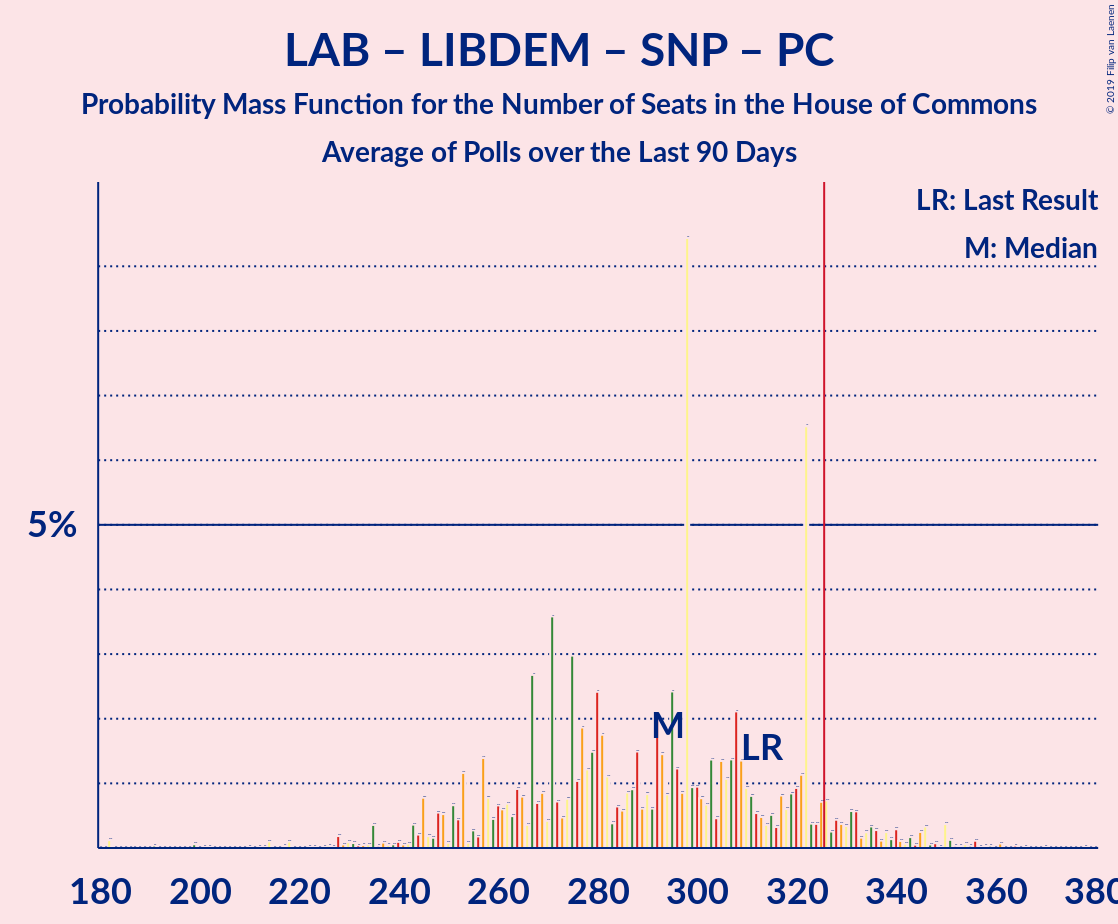 LAB – LIBDEM – SNP – PC
Probability Mass Function for the Number of Seats in the House of Commons
Average of Polls over the Last 90 Days
© 2019 Filip van Laenen
LR: Last Result
M: Median
5%
M
LR
180 200 220 240 260 280 300 320 340 360 380